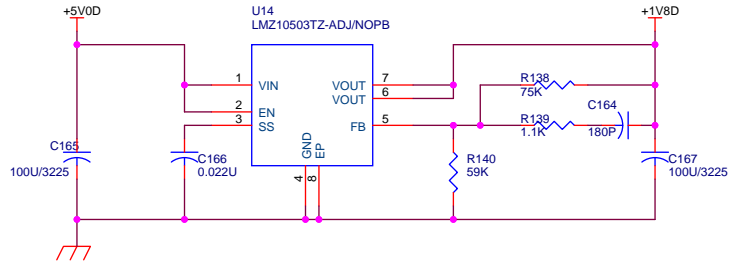 +5V0D
U14
LMZ10503TZ-ADJ/NOPB
+1V8D
1
VIN
VOUT
7
VOUT
6
R138
75K
C164
2
EN
3
SS
FB
5
R139
1.1K
180P
C165
100U/3225
C166
0.022U
GND
EP
4
8
R140
59K
C167
100U/3225